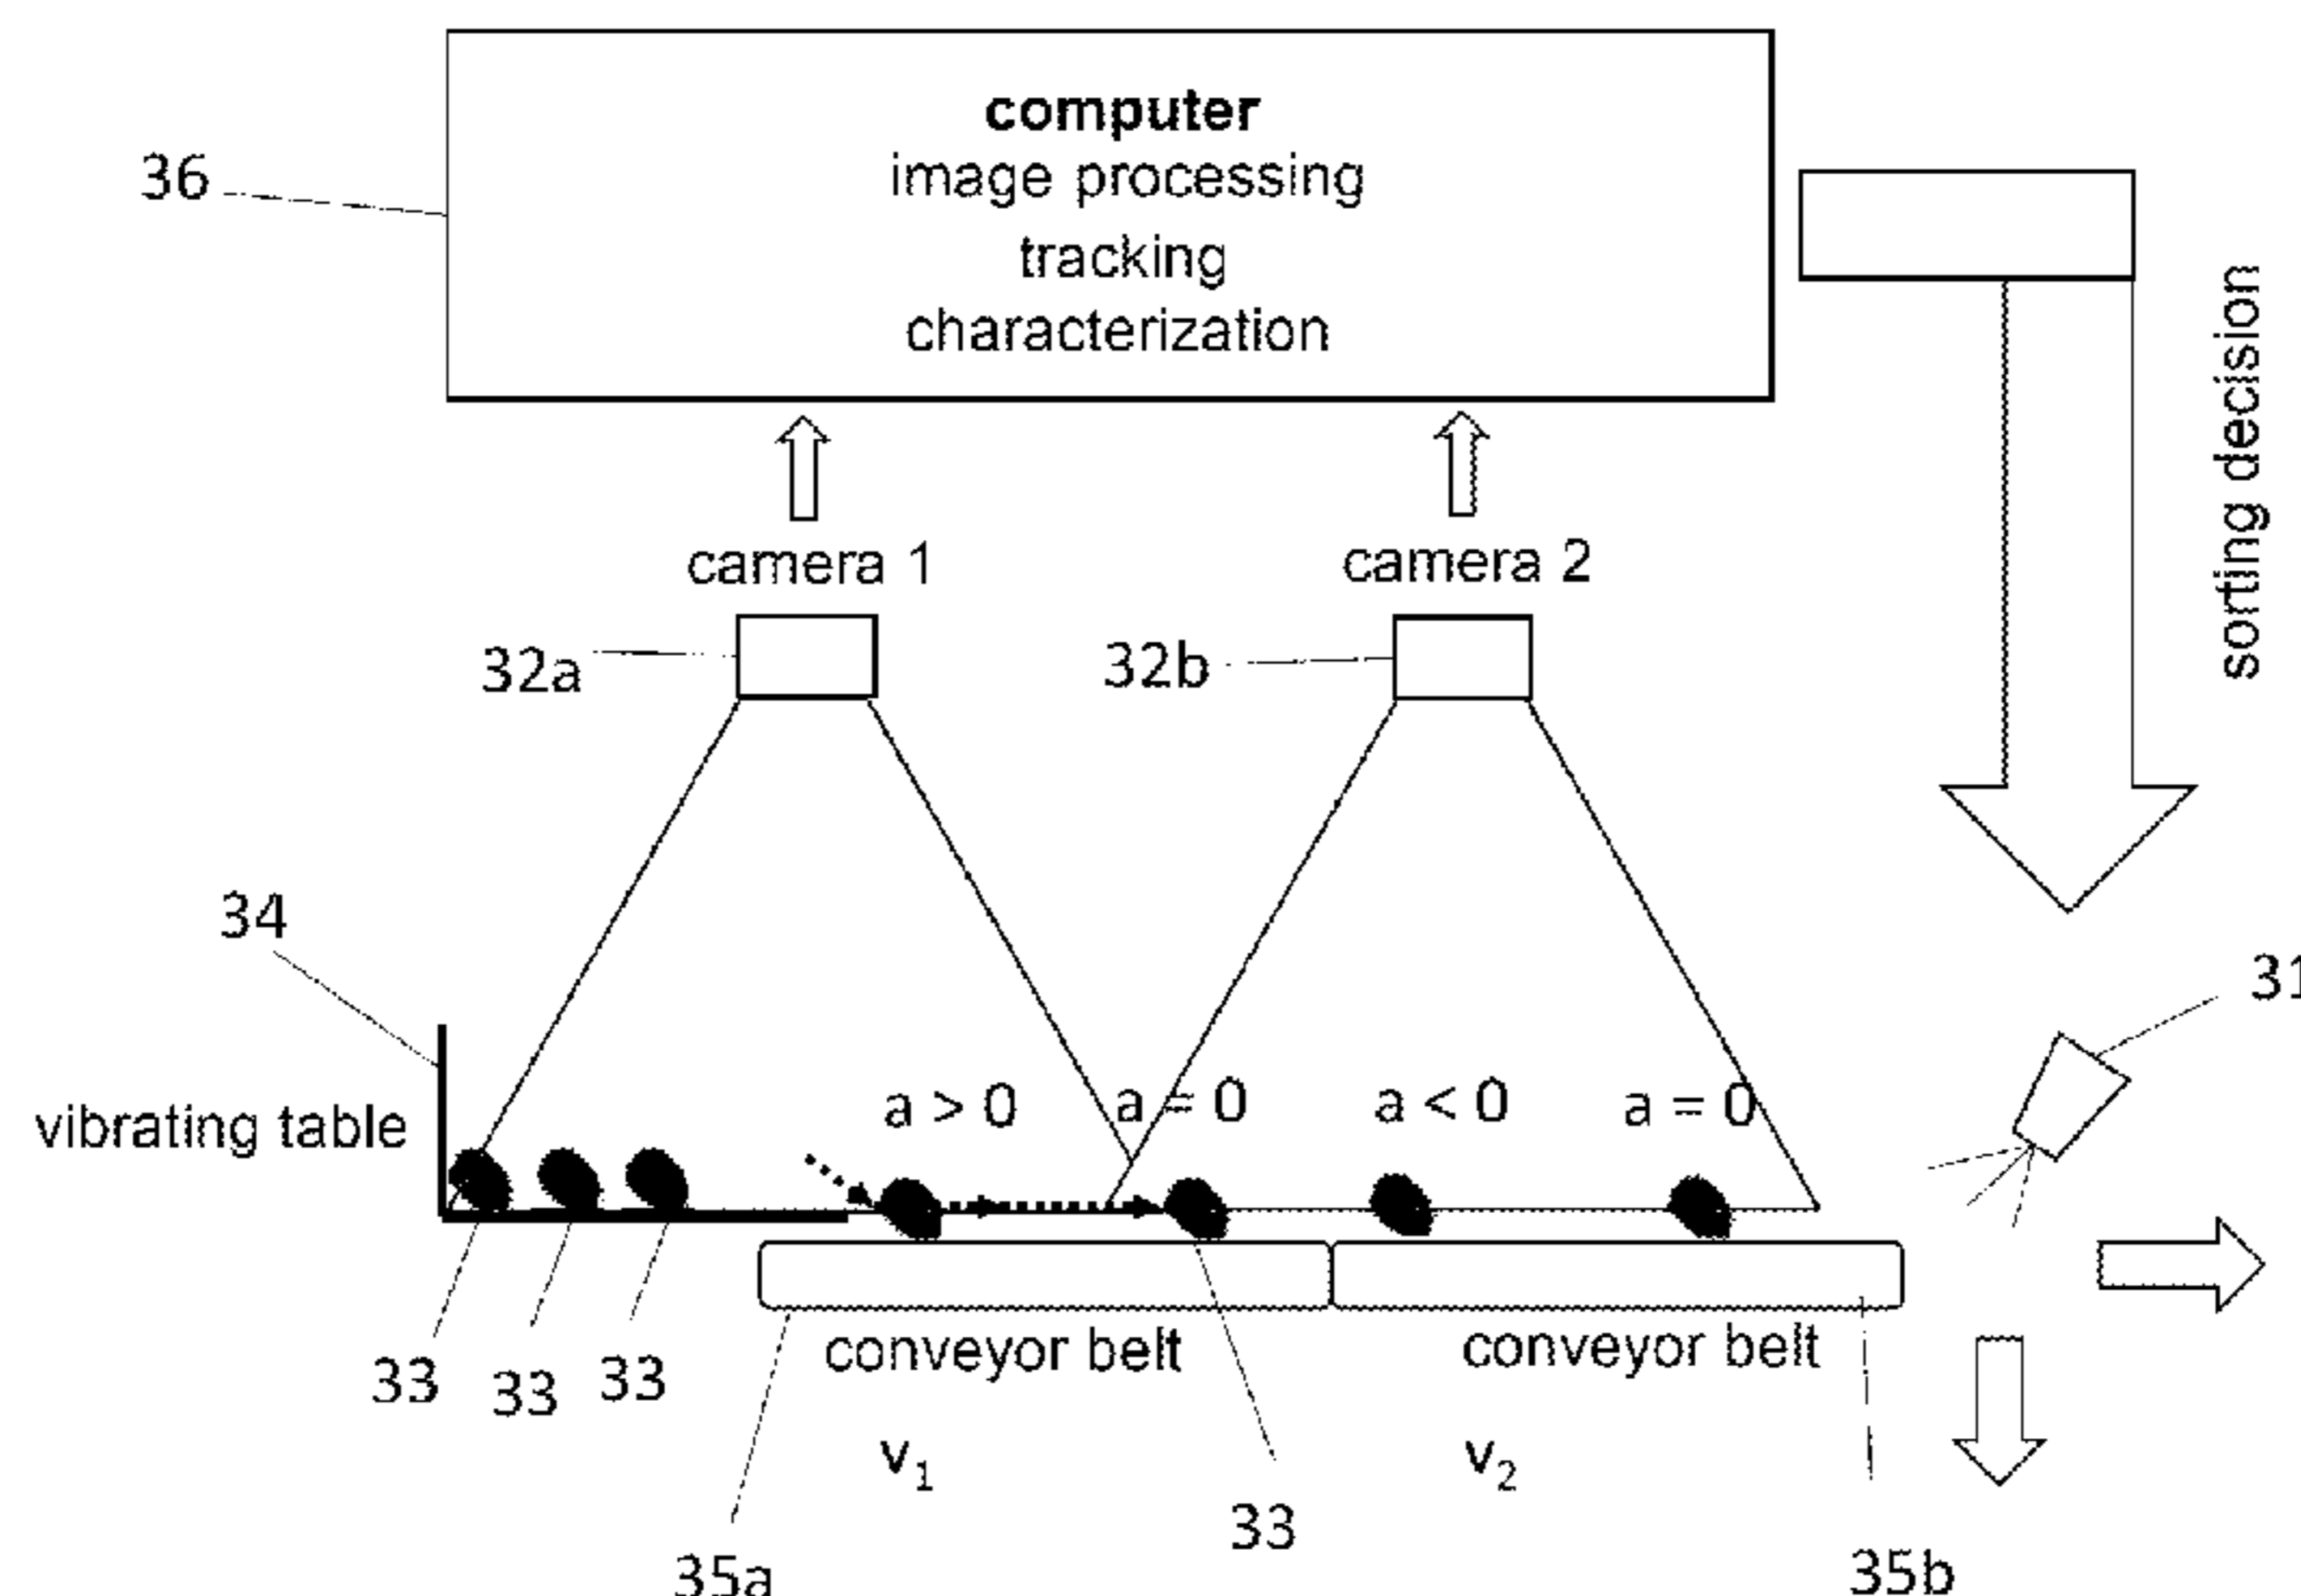 computer
image processing
tracking
characterization
36
sorting decision
camera 1
camera 2
32a
32b
34
31
vibrating table
a > 0
a = 0
a < 0
a = 0
33
33
33
conveyor belt
conveyor belt
v1
v2
33
35a
35b